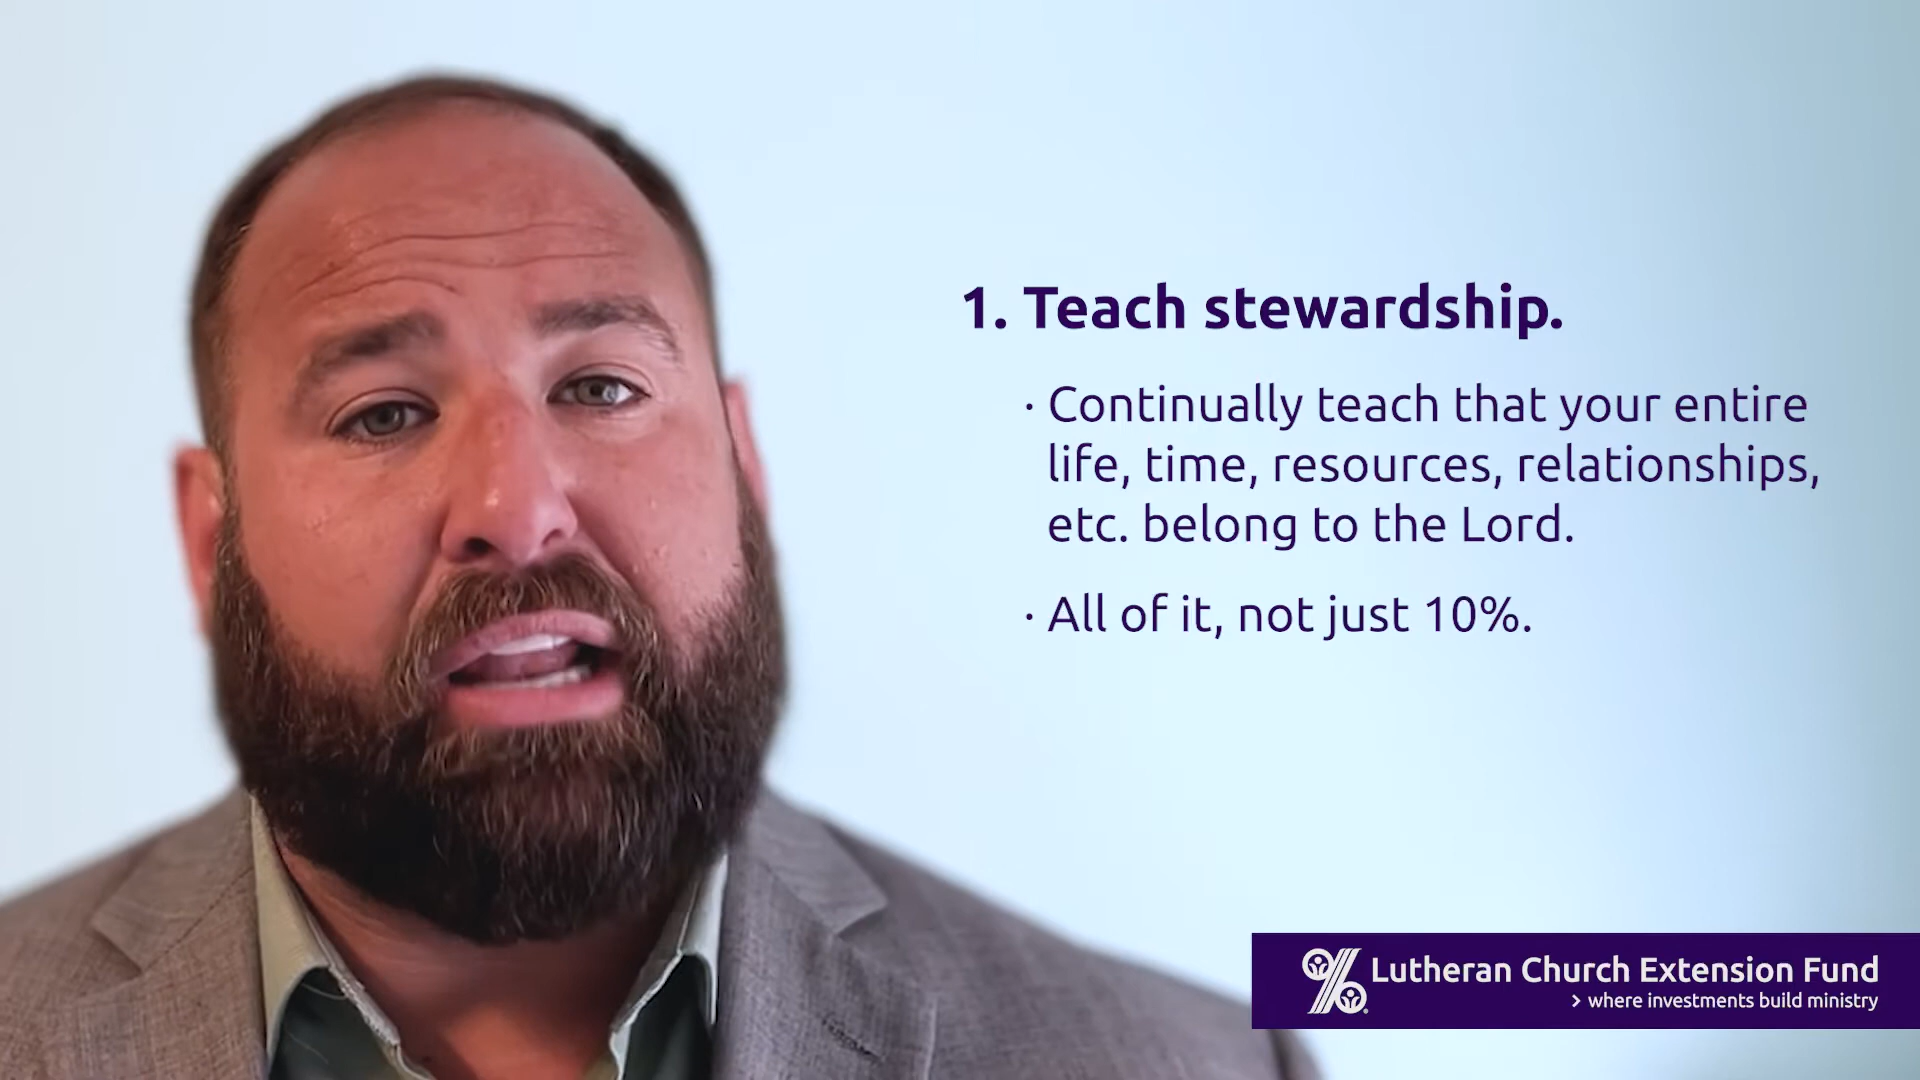 1. Teach stewardship.
· Continually teach that your entire
life, time, resources, relationships,
etc. belong to the Lord.
· All of it, not just 10%.
Lutheran Church Extension Fund
> where investments build ministry